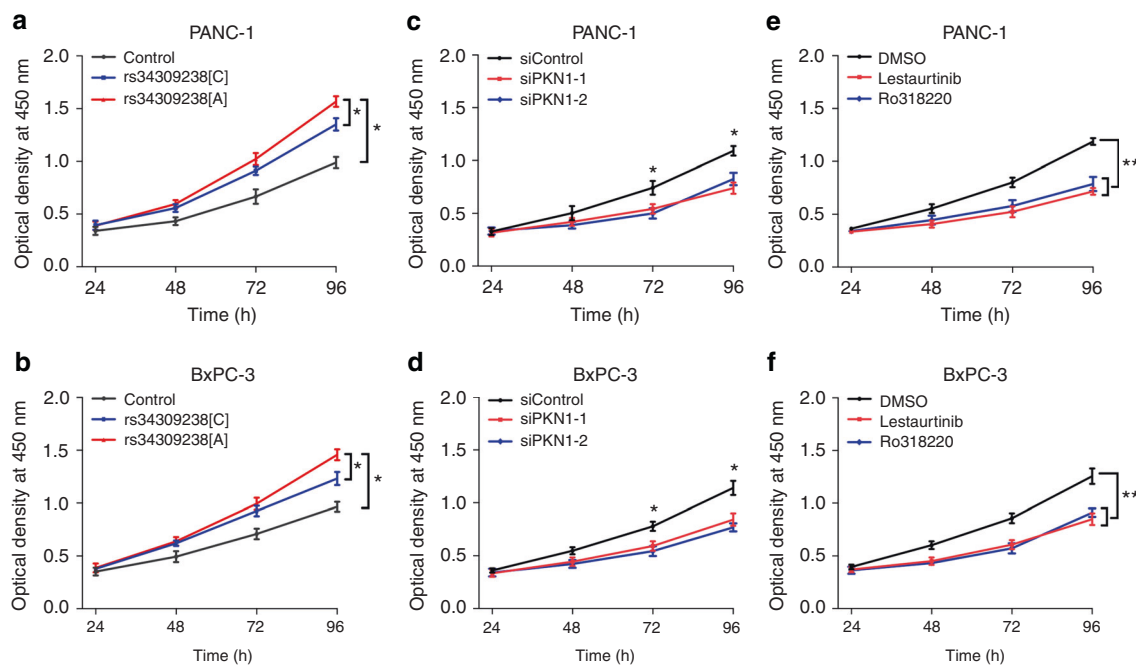 a
PANC-1
Control
rs34309238[C]
rs34309238[A]
Optical density at 450 nm
2.0
1.5
1.0
0.5
0.0
*
*
24 48 72 96
Time (h)
c
PANC-1
siControl
siPKN1-1
siPKN1-2
Optical density at 450 nm
2.0
1.5
1.0
0.5
0.0
*
*
24 48 72 96
Time (h)
e
PANC-1
DMSO
Lestaurtinib
Ro318220
Optical density at 450 nm
2.0
1.5
1.0
0.5
0.0
**
24 48 72 96
Time (h)
b
BxPC-3
Control
rs34309238[C]
rs34309238[A]
Optical density at 450 nm
2.0
1.5
1.0
0.5
0.0
*
*
24 48 72 96
Time (h)
d
BxPC-3
siControl
siPKN1-1
siPKN1-2
Optical density at 450 nm
2.0
1.5
1.0
0.5
0.0
*
*
24 48 72 96
Time (h)
f
BxPC-3
DMSO
Lestaurtinib
Ro318220
Optical density at 450 nm
2.0
1.5
1.0
0.5
0.0
**
24 48 72 96
Time (h)